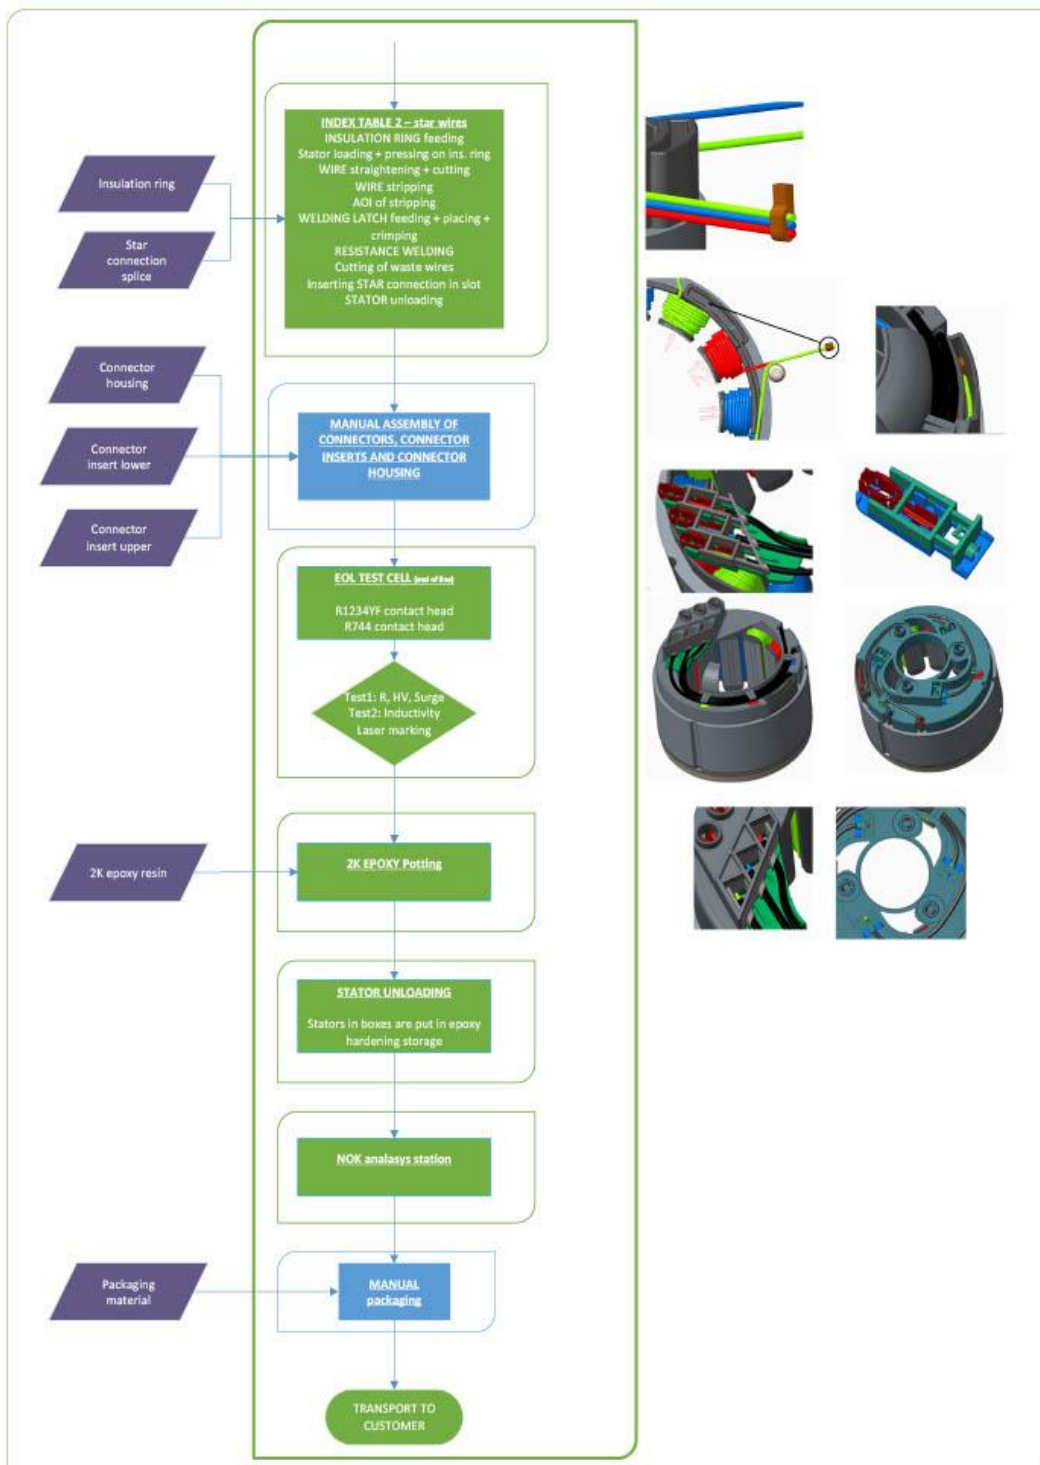 INDEX TABLE 2 – star wires
INSULATION RING feeding
Stator loading + pressing on ins. ring
WIRE straightening + cutting
WIRE stripping
AOI of stripping
WELDING LATCH feeding + placing +
crimping
RESISTANCE WELDING
Cutting of waste wires
Inserting STAR connection in slot
STATOR unloading
Insulation ring
Star
connection
splice
Connector
housing
Connector
insert lower
Connector
insert upper
MANUAL ASSEMBLY OF
CONNECTORS, CONNECTOR
INSERTS AND CONNECTOR
HOUSING
EOL TEST CELL (end of line)
R1234YF contact head
R744 contact head
Test1: R, HV, Surge
Test2: Inductivity
Laser marking
2K epoxy resin
2K EPOXY Potting
STATOR UNLOADING
Stators in boxes are put in epoxy
hardening storage
NOK analasys station
Packaging
material
MANUAL
packaging
TRANSPORT TO
CUSTOMER
12
11